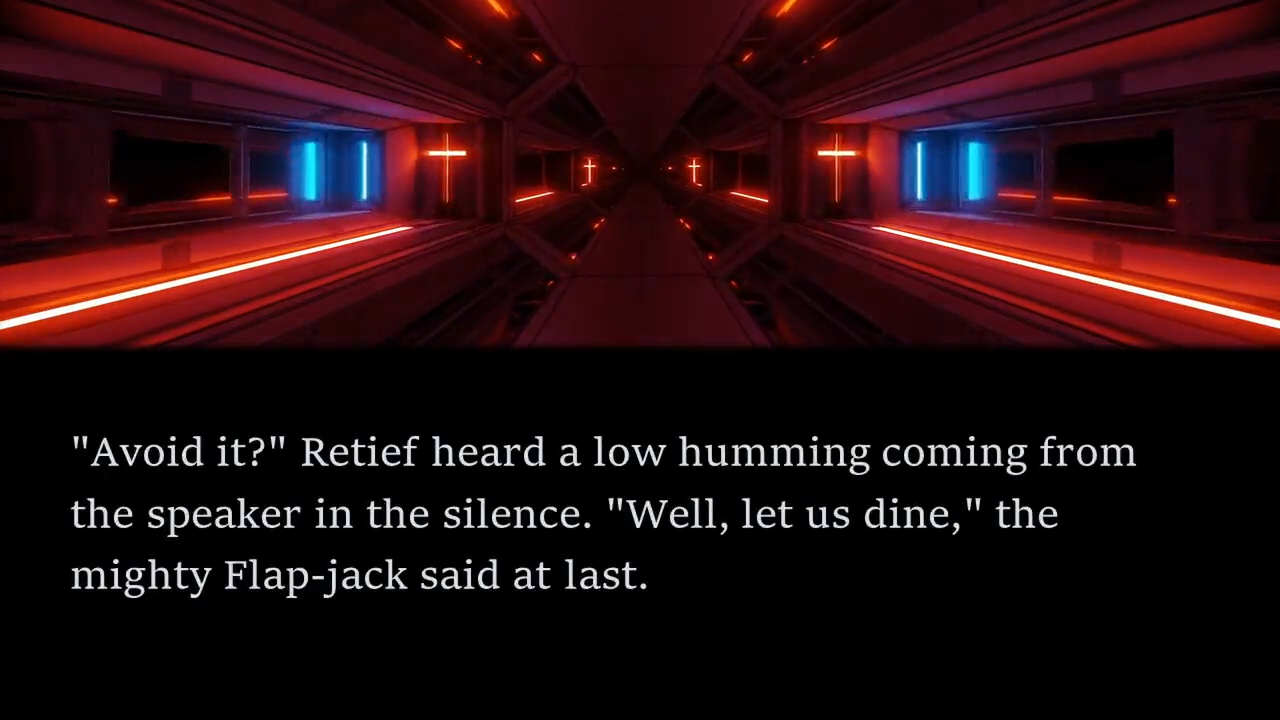 "Avoid it?" Retief heard a low humming coming from
the speaker in the silence. "Well, let us dine," the
mighty Flap-jack said at last.